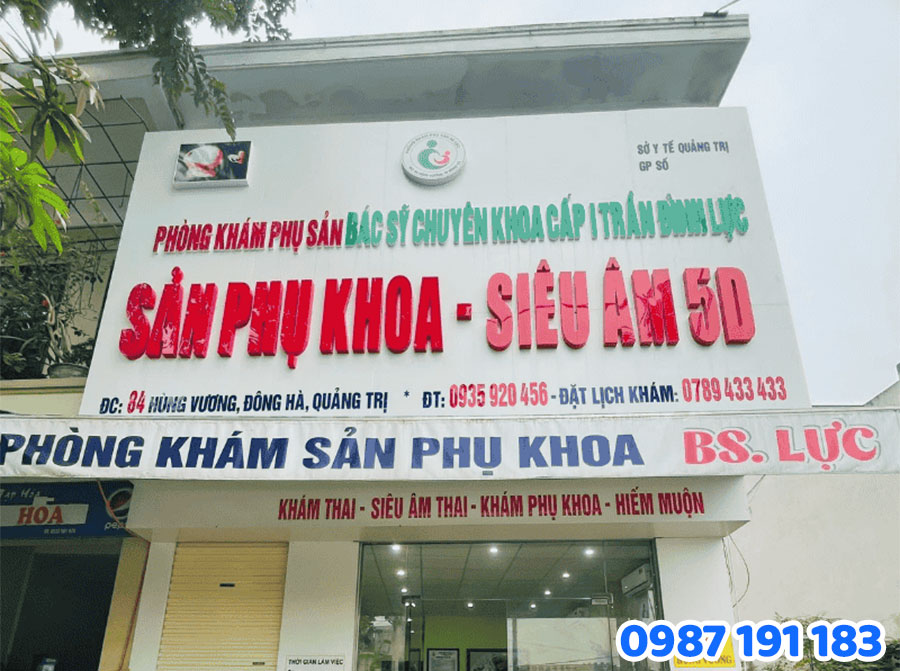 SỞ Y TẾ QUẢNG TRỊ
GP SỐ
PHÒNG KHÁM PHỤ SẢN BÁC SỸ CHUYÊN KHOA CẤP I TRẦN ĐÌNH LỰC
SẢN PHỤ KHOA - SIÊU ÂM 5D
ĐC: 84 HÙNG VƯƠNG, ĐÔNG HÀ, QUẢNG TRỊ * ĐT: 0935 920 456 - ĐẶT LỊCH KHÁM: 0789 433 433
PHÒNG KHÁM SẢN PHỤ KHOA BS. LỰC
KHÁM THAI - SIÊU ÂM THAI - KHÁM PHỤ KHOA - HIẾM MUỘN
HOA
THỜI GIAN LÀM VIỆC
HÙNG VƯƠNG
0987 191 183